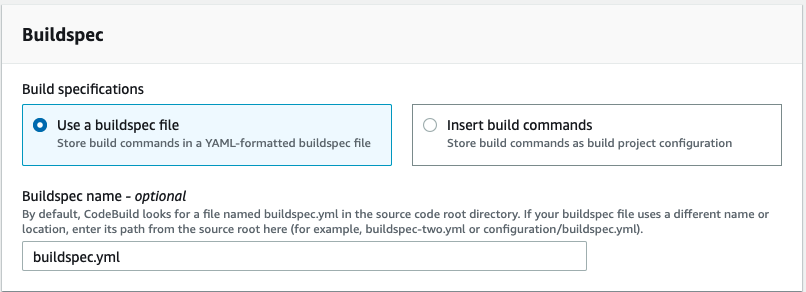 Buildspec
Build specifications
Use a buildspec file
Store build commands in a YAML-formatted buildspec file
Insert build commands
Store build commands as build project configuration
Buildspec name - optional
By default, CodeBuild looks for a file named buildspec.yml in the source code root directory. If your buildspec file uses a different name or
location, enter its path from the source root here (for example, buildspec-two.yml or configuration/buildspec.yml).
buildspec.yml